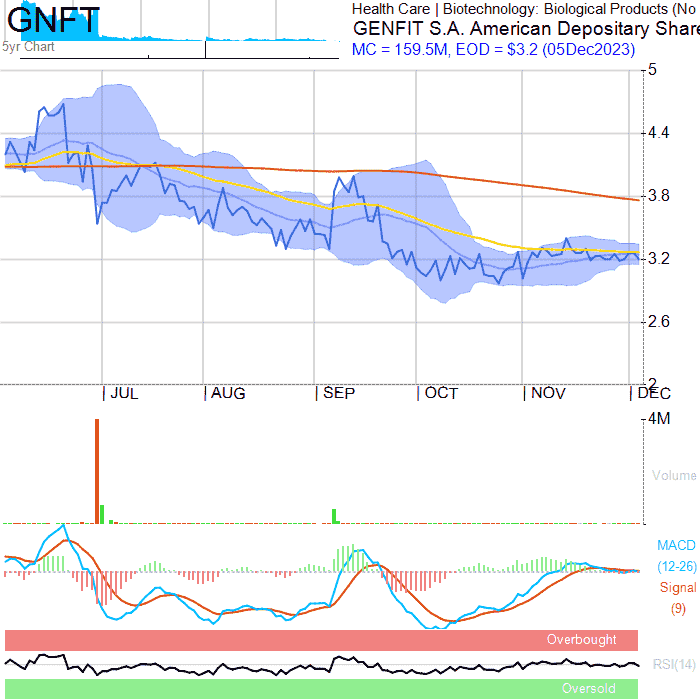 GNFT
5yr Chart
Health Care | Biotechnology: Biological Products (No
GENFIT S.A. American Depositary Share
MC = 159.5M, EOD = $3.2 (05Dec2023)
5
4.4
3.8
3.2
2.6
2
JUL
AUG
SEP
OCT
NOV
DEC
4M
Volume
MACD
(12-26)
Signal
(9)
Overbought
RSI(14)
Oversold